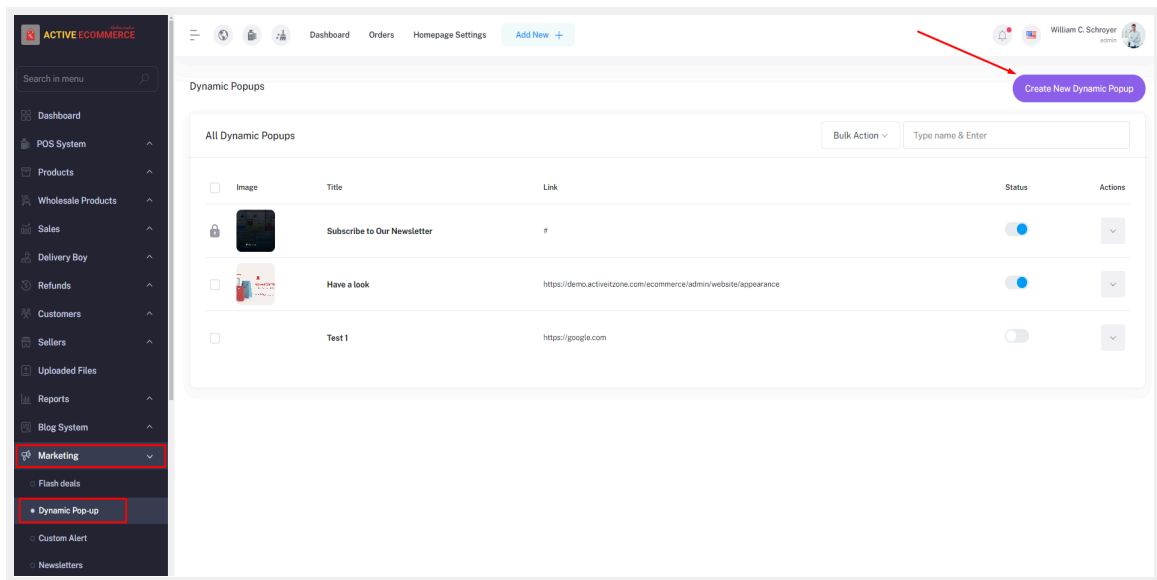 ACTIVE ECOMMERCE
Dashboard
Orders
Homepage Settings
Add New +
William C. Schroyer
admin
Search in menu
Dashboard
POS System
Products
Wholesale Products
Sales
Delivery Boy
Refunds
Customers
Sellers
Uploaded Files
Reports
Blog System
Marketing
Flash deals
Dynamic Pop-up
Custom Alert
Newsletters
Dynamic Popups
Create New Dynamic Popup
All Dynamic Popups
Bulk Action
Type name & Enter
Image Title Link Status Actions
Subscribe to Our Newsletter #
Have a look https://demo.activeitzone.com/ecommerce/admin/website/appearance
Test 1 https://google.com